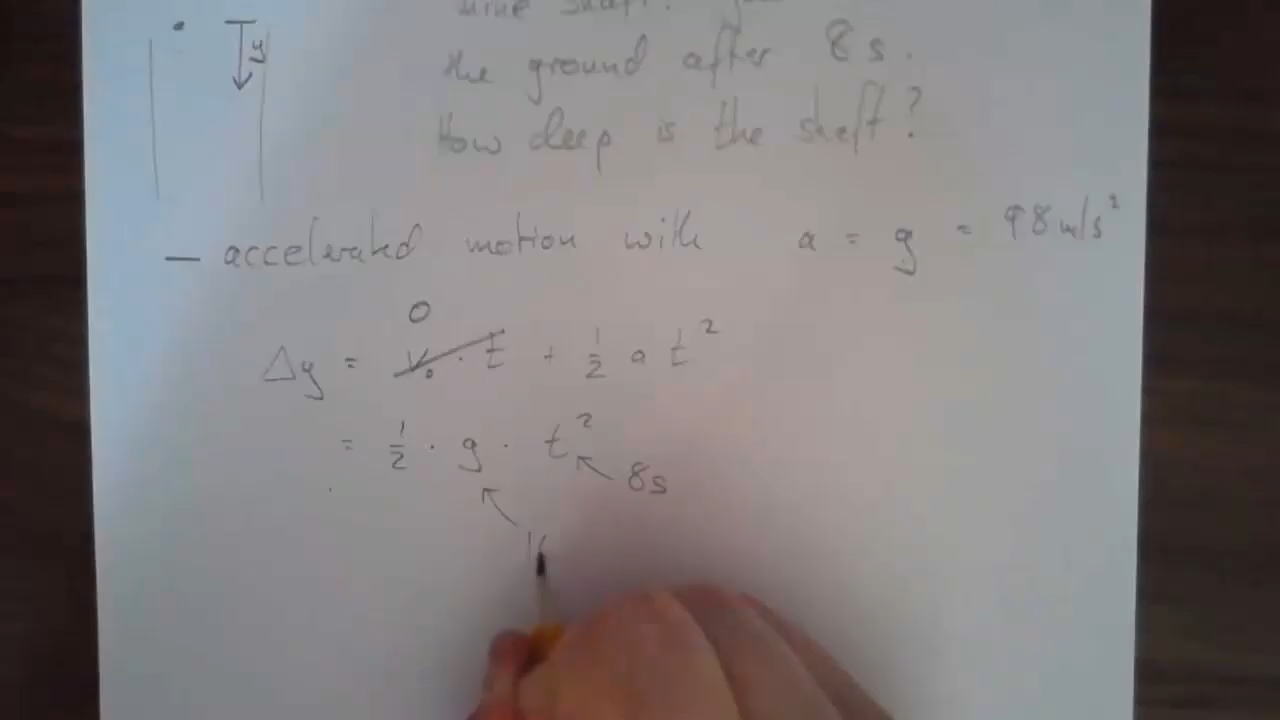 y
the ground after 8 s.
How deep is the shaft?
— accelerated motion with a = g = 9.8 m/s²
0
Δy = v₀ · t + ½ a t²
= ½ · g · t²
8s